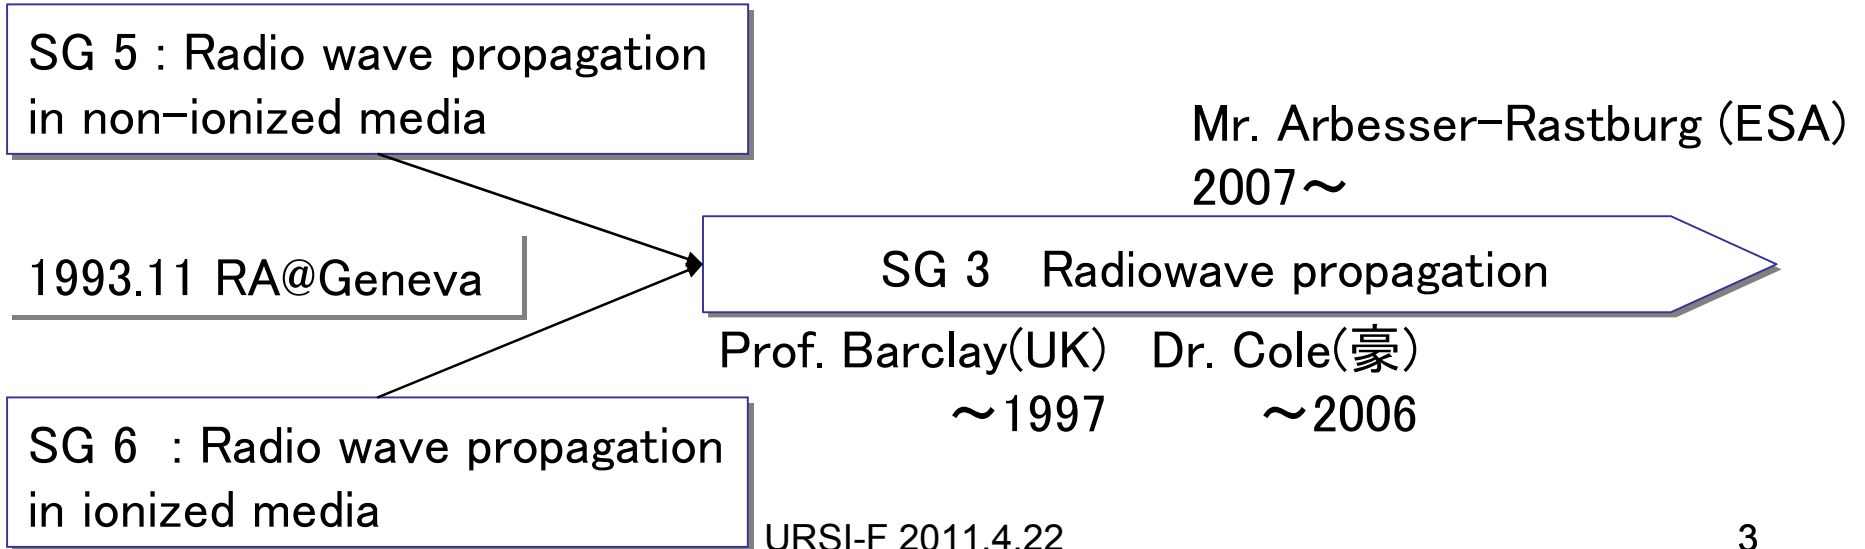 SG 5 : Radio wave propagation
in non-ionized media
Mr. Arbesser-Rastburg (ESA)
2007～
1993.11 RA@Geneva
SG 3　Radiowave propagation
Prof. Barclay(UK)　Dr. Cole(豪)
～1997　～2006
SG 6 : Radio wave propagation
in ionized media
URSI-F 2011.4.22
3